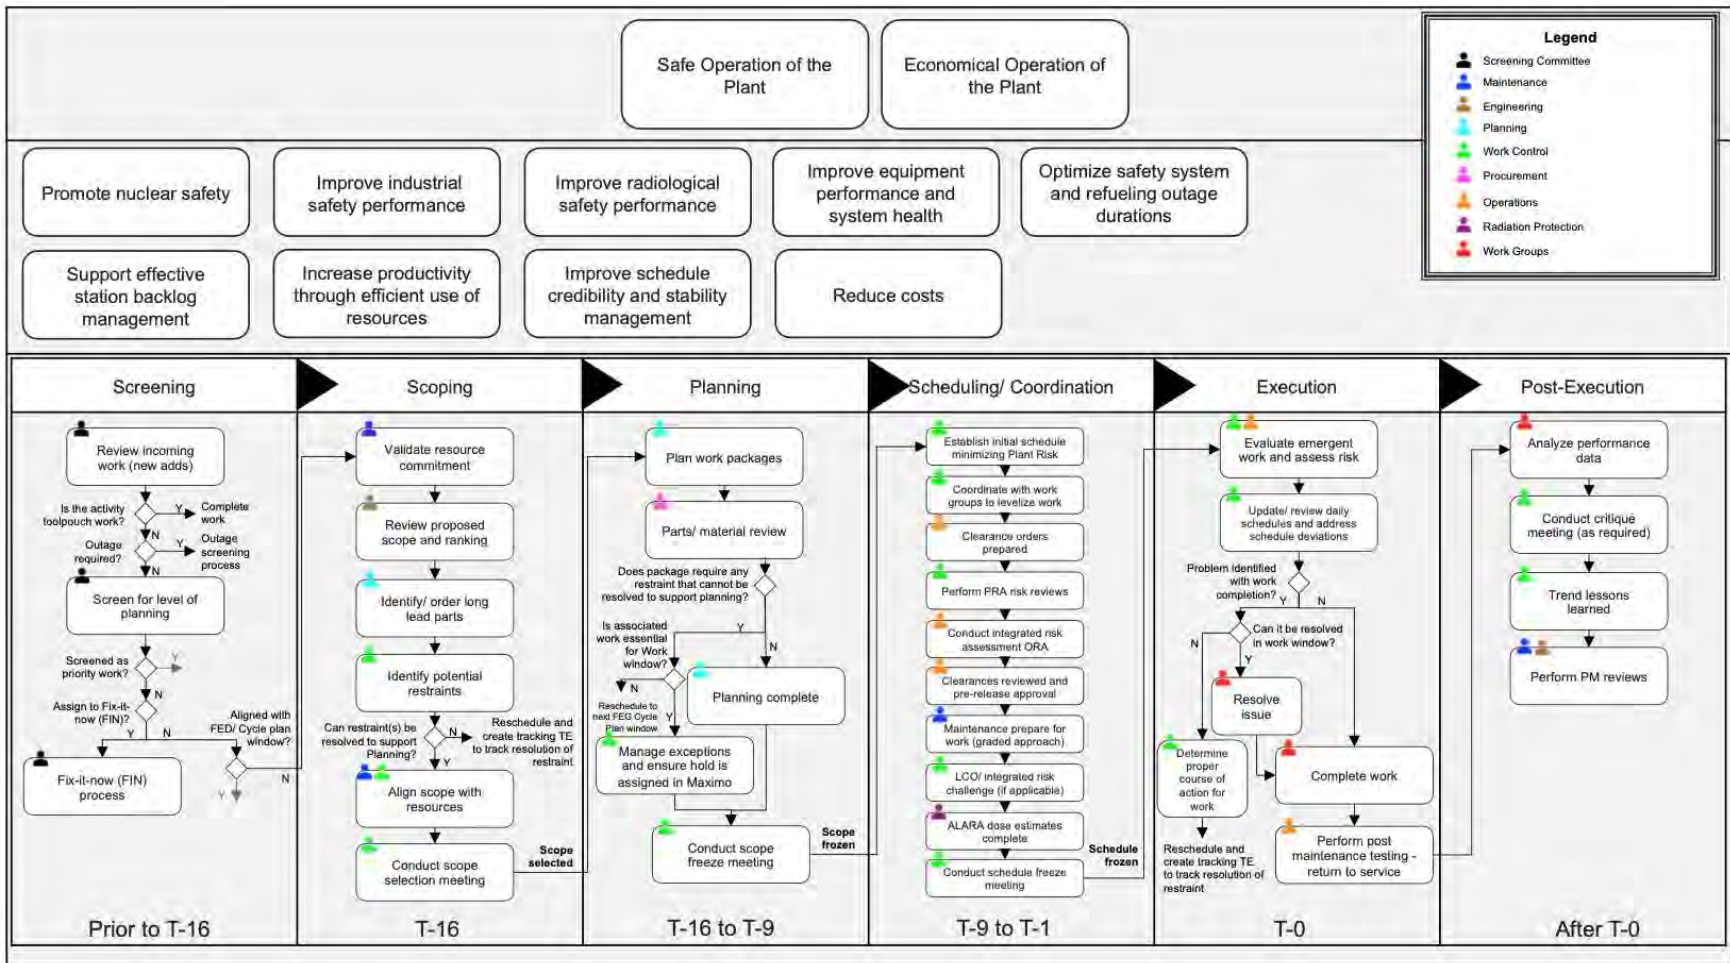 Safe Operation of the
Plant
Economical Operation of
the Plant
Legend
Screening Committee
Maintenance
Engineering
Planning
Work Control
Procurement
Operations
Radiation Protection
Work Groups
Promote nuclear safety
Improve industrial
safety performance
Improve radiological
safety performance
Improve equipment
performance and
system health
Optimize safety system
and refueling outage
durations
Support effective
station backlog
management
Increase productivity
through efficient use of
resources
Improve schedule
credibility and stability
management
Reduce costs
Screening
Scoping
Planning
Scheduling/ Coordination
Execution
Post-Execution
Review incoming
work (new adds)
Is the activity
toolpouch work?
Y
Complete
work
N
Outage
required?
Y
Outage
screening
process
N
Screen for level of
planning
Screened as
priority work?
Y
N
Assign to Fix-it-
now (FIN)?
Y
N
Aligned with
FED/ Cycle plan
window?
N
Y
Fix-it-now (FIN)
process
Prior to T-16
Validate resource
commitment
Review proposed
scope and ranking
Identify/ order long
lead parts
Identify potential
restraints
Can restraint(s) be
resolved to support
Planning?
N
Reschedule and
create tracking TE
to track resolution of
restraint
Y
Align scope with
resources
Conduct scope
selection meeting
Scope
selected
T-16
Plan work packages
Parts/ material review
Does package require any
restraint that cannot be
resolved to support planning?
Y
N
Is associated
work essential
for Work
window?
N
Y
Reschedule to
next FEG Cycle
Plan window
Planning complete
Manage exceptions
and ensure hold is
assigned in Maximo
Conduct scope
freeze meeting
Scope
frozen
T-16 to T-9
Establish initial schedule
minimizing Plant Risk
Coordinate with work
groups to levelize work
Clearance orders
prepared
Perform PRA risk reviews
Conduct integrated risk
assessment ORA
Clearances reviewed and
pre-release approval
Maintenance prepare for
work (graded approach)
LCO/ integrated risk
challenge (if applicable)
ALARA dose estimates
complete
Conduct schedule freeze
meeting
Schedule
frozen
T-9 to T-1
Evaluate emergent
work and assess risk
Update/ review daily
schedules and address
schedule deviations
Problem identified
with work
completion?
Y
N
Can it be resolved
in work window?
N
Y
Resolve
issue
Determine
proper
course of
action for
work
Complete work
Reschedule and
create tracking TE
to track resolution of
restraint
Perform post
maintenance testing -
return to service
T-0
Analyze performance
data
Conduct critique
meeting (as required)
Trend lessons
learned
Perform PM reviews
After T-0